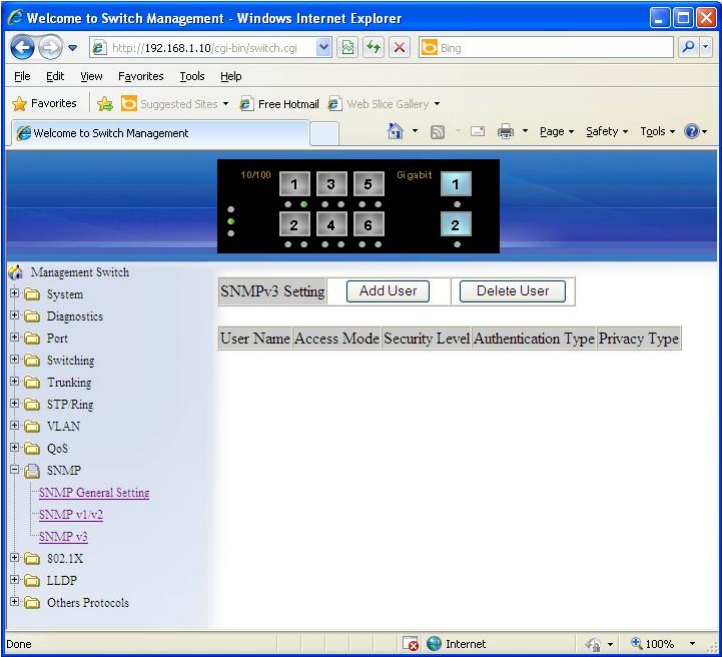 Welcome to Switch Management - Windows Internet Explorer
http://192.168.1.10/cgi-bin/switch.cgi Bing
File Edit View Favorites Tools Help
Favorites Suggested Sites Free Hotmail Web Slice Gallery
Welcome to Switch Management Page Safety Tools
10/100 1 3 5 Gigabit 1
2 4 6 2
Management Switch
System
Diagnostics
Port
Switching
Trunking
STP/Ring
VLAN
QoS
SNMP
SNMP General Setting
SNMP v1/v2
SNMP v3
802.1X
LLDP
Others Protocols
SNMPv3 Setting Add User Delete User
User Name Access Mode Security Level Authentication Type Privacy Type
Done Internet 100%